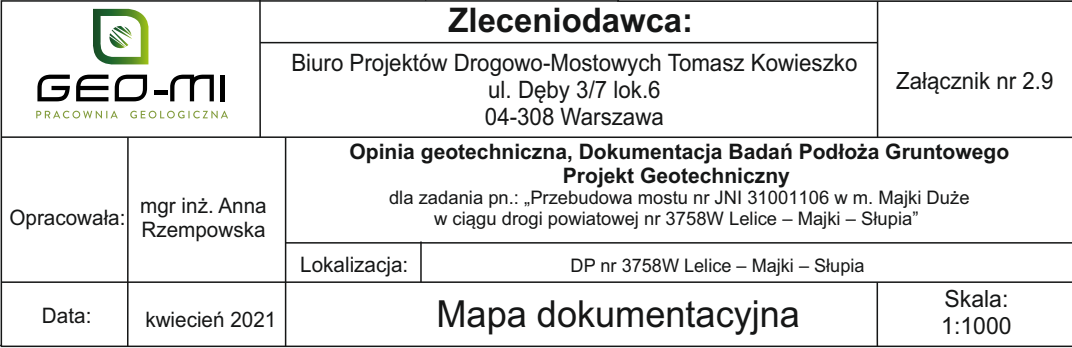 GEO-MI
PRACOWNIA GEOLOGICZNA
Zleceniodawca:
Biuro Projektów Drogowo-Mostowych Tomasz Kowieszko
ul. Dęby 3/7 lok.6
04-308 Warszawa
Załącznik nr 2.9
Opracowała:
mgr inż. Anna
Rzempowska
Opinia geotechniczna, Dokumentacja Badań Podłoża Gruntowego
Projekt Geotechniczny
dla zadania pn.: „Przebudowa mostu nr JNI 31001106 w m. Majki Duże
w ciągu drogi powiatowej nr 3758W Lelice – Majki – Słupia”
Lokalizacja:
DP nr 3758W Lelice – Majki – Słupia
Data:
kwiecień 2021
Mapa dokumentacyjna
Skala:
1:1000